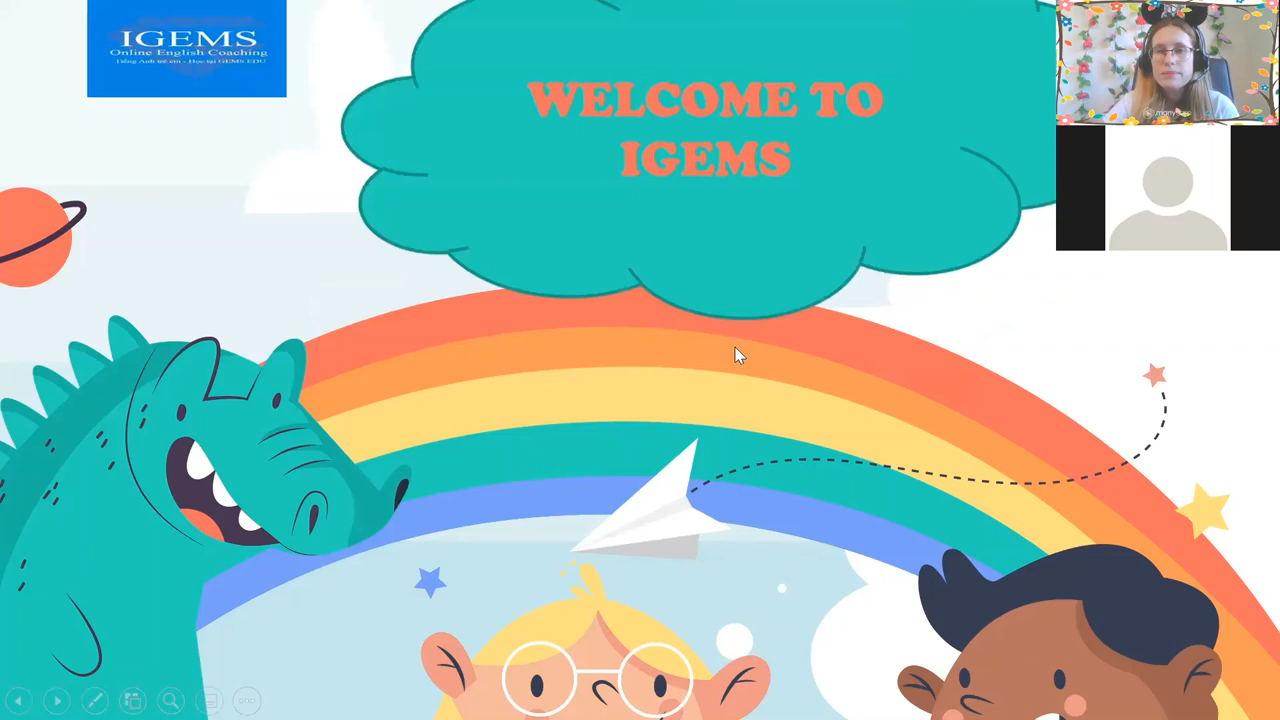 IGEMS
Online English Coaching
Tiếng Anh trẻ em - Học tại GEMS EDU
WELCOME TO
IGEMS